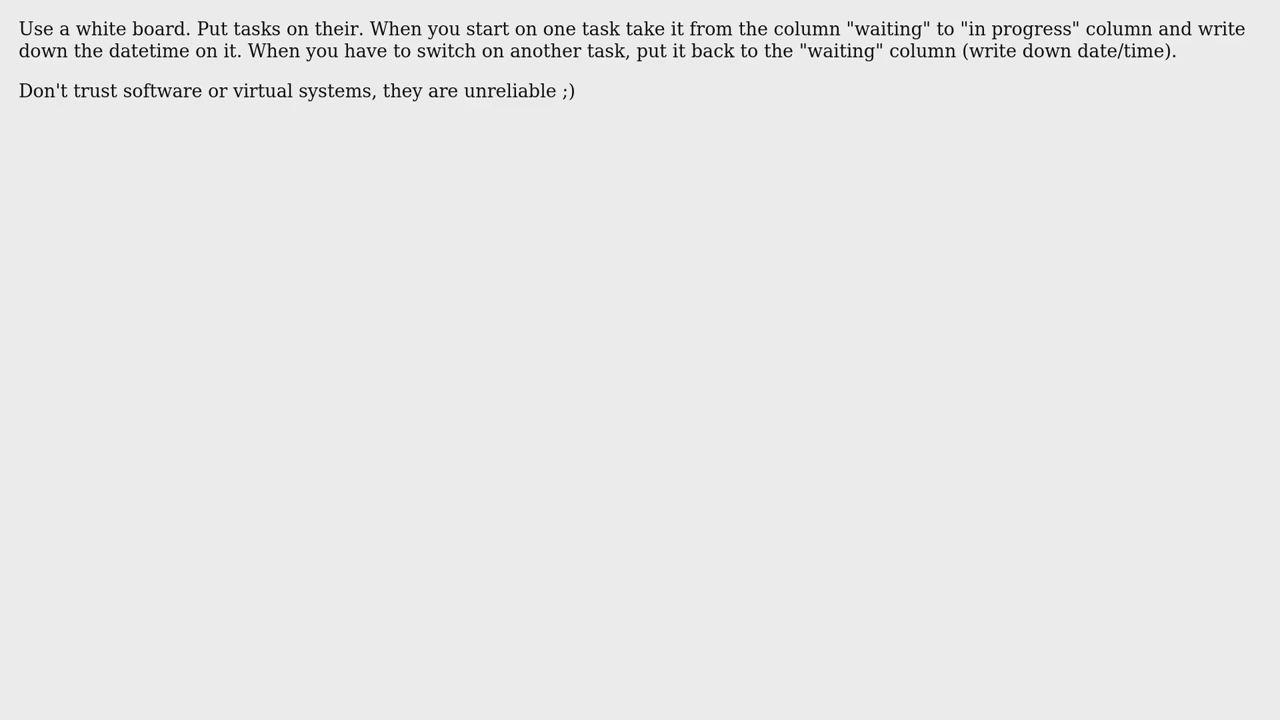 Use a white board. Put tasks on their. When you start on one task take it from the column "waiting" to "in progress" column and write
down the datetime on it. When you have to switch on another task, put it back to the "waiting" column (write down date/time).
Don't trust software or virtual systems, they are unreliable ;)